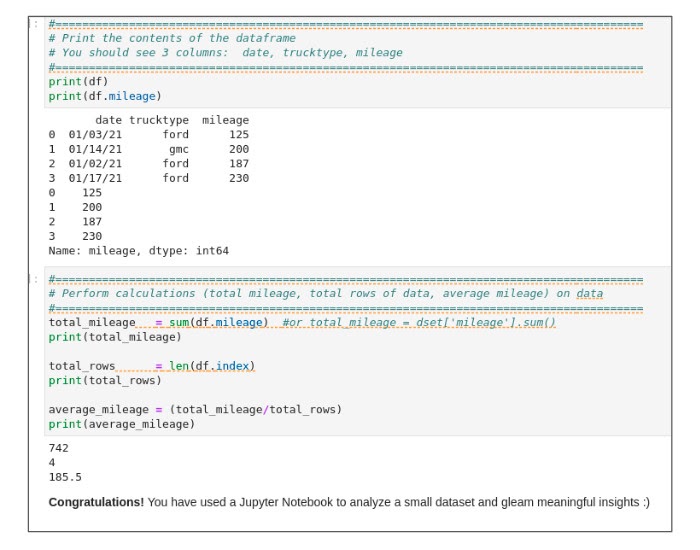 ]: #========================================================================================
# Print the contents of the dataframe
# You should see 3 columns:  date, trucktype, mileage
#========================================================================================
print(df)
print(df.mileage)
       date trucktype  mileage
0  01/03/21      ford      125
1  01/14/21       gmc      200
2  01/02/21      ford      187
3  01/17/21      ford      230
0    125
1    200
2    187
3    230
Name: mileage, dtype: int64
]: #========================================================================================
# Perform calculations (total mileage, total rows of data, average mileage) on data
#========================================================================================
total_mileage   = sum(df.mileage)  #or total_mileage = dset['mileage'].sum()
print(total_mileage)
total_rows      = len(df.index)
print(total_rows)
average_mileage = (total_mileage/total_rows)
print(average_mileage)
742
4
185.5
Congratulations! You have used a Jupyter Notebook to analyze a small dataset and gleam meaningful insights :)